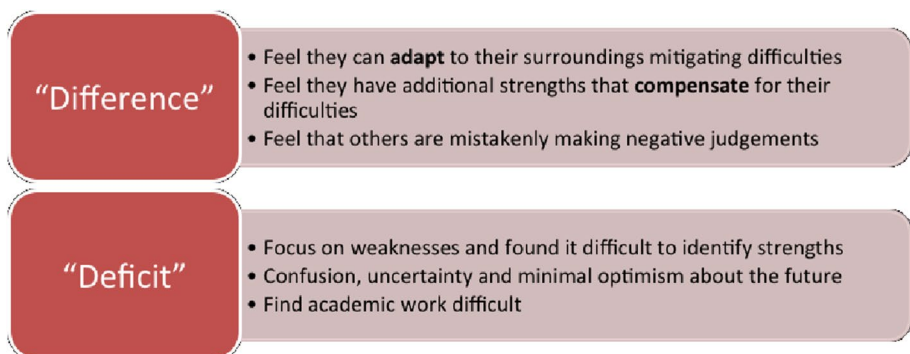 “Difference”
• Feel they can adapt to their surroundings mitigating difficulties
• Feel they have additional strengths that compensate for their
difficulties
• Feel that others are mistakenly making negative judgements
“Deficit”
• Focus on weaknesses and found it difficult to identify strengths
• Confusion, uncertainty and minimal optimism about the future
• Find academic work difficult